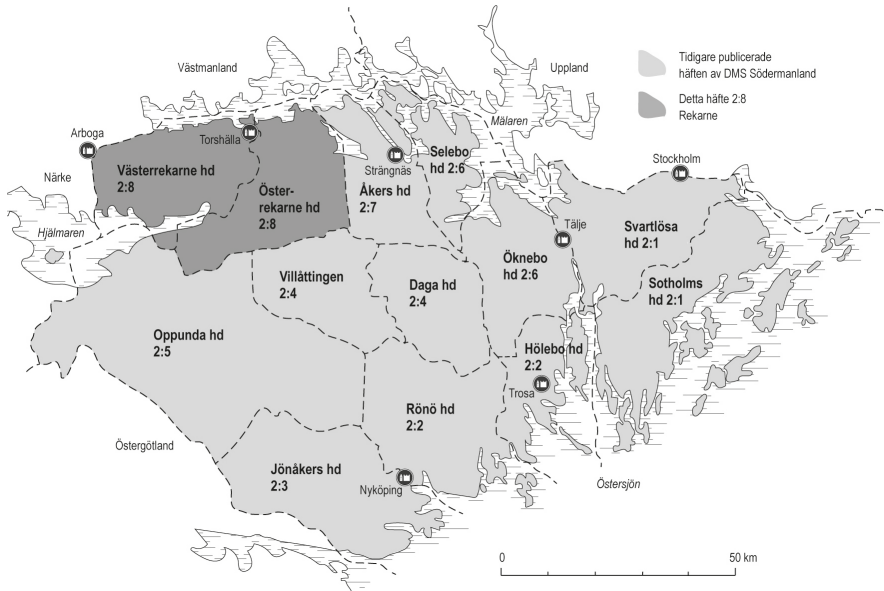 Västmanland
Uppland
Tidigare publicerade
häften av DMS Södermanland
Detta häfte 2:8
Rekarne
Mälaren
Arboga
Torshälla
Västerrekarne hd
2:8
Närke
Hjälmaren
Öster-
rekarne hd
2:8
Strängnäs
Åkers hd
2:7
Selebo
hd 2:6
Stockholm
Tälje
Svartlösa
hd 2:1
Öknebo
hd 2:6
Sotholms
hd 2:1
Villåttingen
2:4
Daga hd
2:4
Oppunda hd
2:5
Hölebo hd
2:2
Trosa
Rönö hd
2:2
Östergötland
Jönåkers hd
2:3
Nyköping
Östersjön
0
50 km